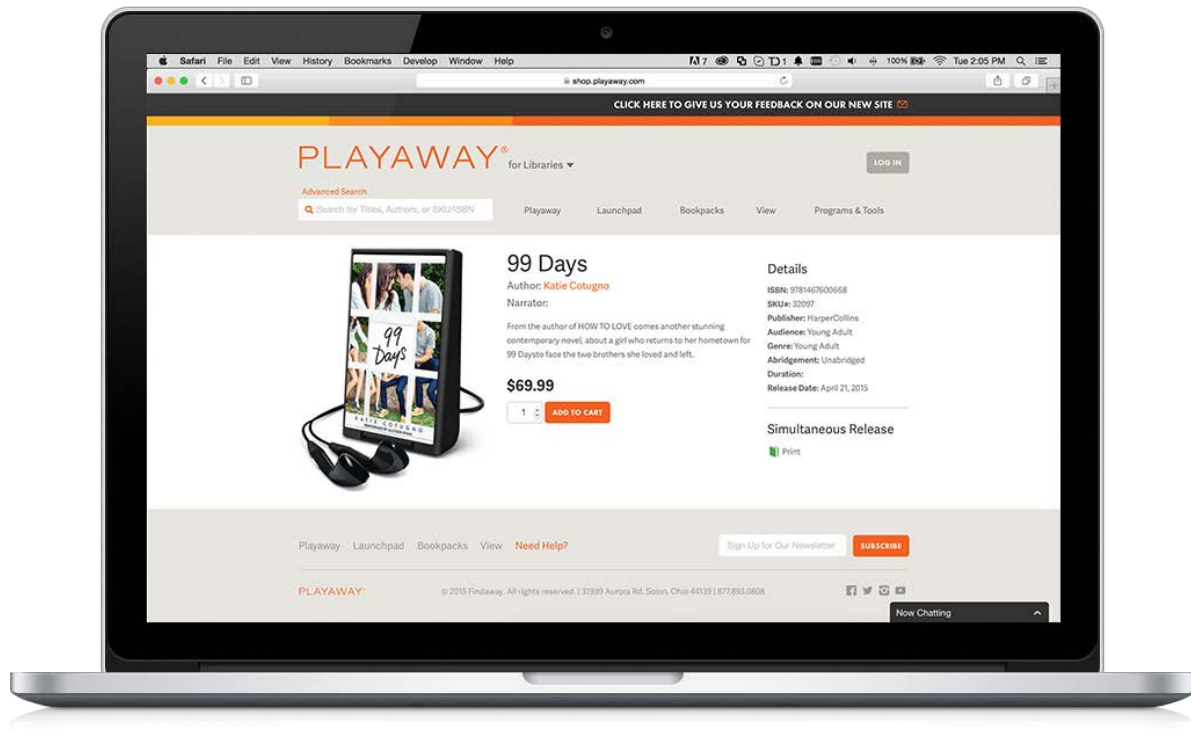 Safari File Edit View History Bookmarks Develop Window Help 7 1 100% Tue 2:05 PM
shop.playaway.com
CLICK HERE TO GIVE US YOUR FEEDBACK ON OUR NEW SITE
PLAYAWAY® for Libraries
LOG IN
Advanced Search
Search for Titles, Authors, or SKU/ISBN
Playaway Launchpad Bookpacks View Programs & Tools
99
Days
KATIE COTUGNO
99 Days
Author: Katie Cotugno
Narrator:
From the author of HOW TO LOVE comes another stunning
contemporary novel, about a girl who returns to her hometown for
99 Daysto face the two brothers she loved and left.
$69.99
1 ADD TO CART
Details
ISBN: 9781467600668
SKU#: 32097
Publisher: HarperCollins
Audience: Young Adult
Genre: Young Adult
Abridgement: Unabridged
Duration:
Release Date: April 21, 2015
Simultaneous Release
Print
Playaway Launchpad Bookpacks View Need Help?
Sign Up for Our Newsletter SUBSCRIBE
PLAYAWAY
© 2015 Findaway. All rights reserved. | 31999 Aurora Rd. Solon, Ohio 44139 | 877.893.0808
Now Chatting